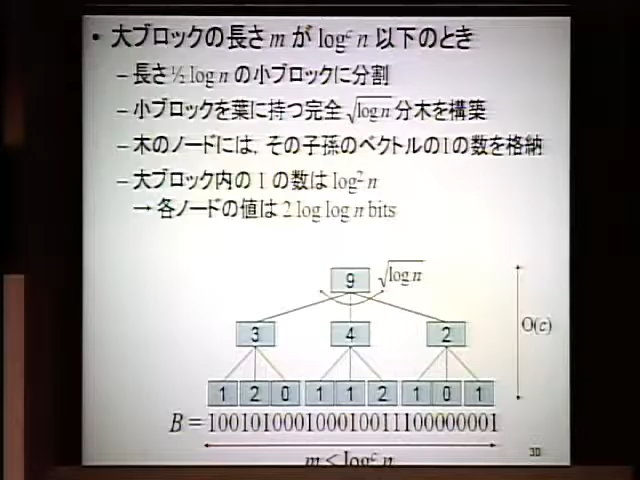 • 大ブロックの長さ m が log^c n 以下のとき
– 長さ ½ log n の小ブロックに分割
– 小ブロックを葉に持つ完全 √log n 分木を構築
– 木のノードには、その子孫のベクトルの1の数を格納
– 大ブロック内の 1 の数は log² n
→ 各ノードの値は 2 log log n bits
9 √log n
3 4 2 O(c)
1 2 0 1 1 2 1 0 1
B = 100101000100010011100000001
m < log^c n
30